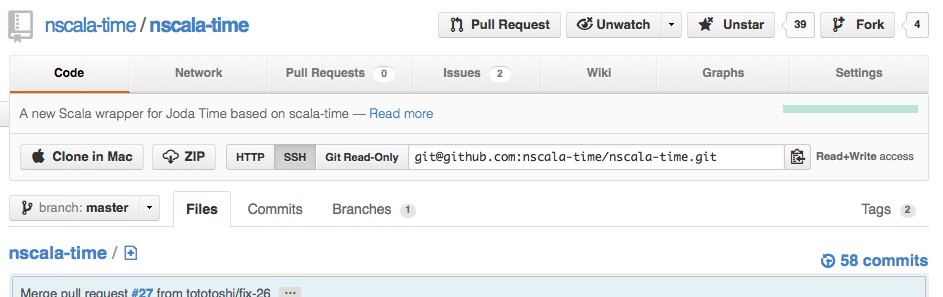 nscala-time / nscala-time Pull Request Unwatch Unstar 39 Fork 4
Code Network Pull Requests 0 Issues 2 Wiki Graphs Settings
A new Scala wrapper for Joda Time based on scala-time — Read more
Clone in Mac ZIP HTTP SSH Git Read-Only git@github.com:nscala-time/nscala-time.git Read+Write access
branch: master Files Commits Branches 1 Tags 2
nscala-time / 58 commits
Merge pull request #27 from tototoshi/fix-26 ...